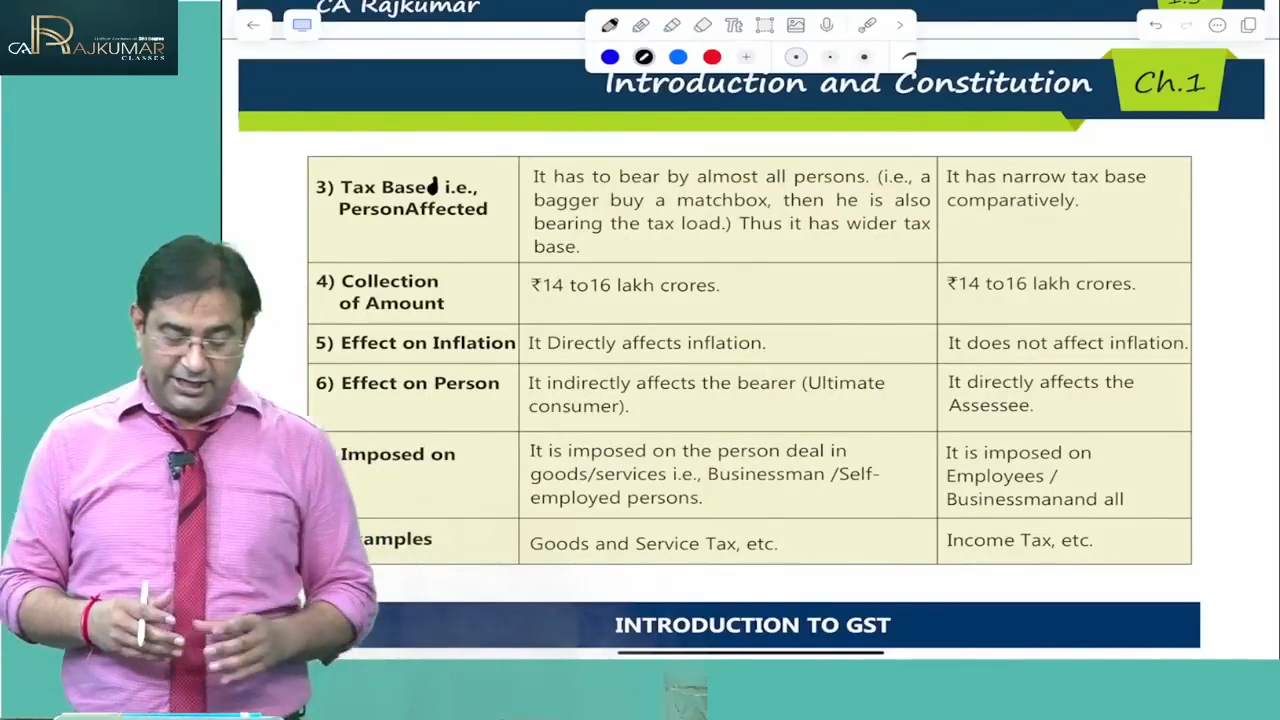 CA Rajkumar
CA RAJKUMAR
CLASSES
Introduction and Constitution
Ch.1
3) Tax Based i.e.,
PersonAffected
It has to bear by almost all persons. (i.e., a
bagger buy a matchbox, then he is also
bearing the tax load.) Thus it has wider tax
base.
It has narrow tax base
comparatively.
4) Collection
of Amount
₹14 to16 lakh crores.
₹14 to16 lakh crores.
5) Effect on Inflation
It Directly affects inflation.
It does not affect inflation.
6) Effect on Person
It indirectly affects the bearer (Ultimate
consumer).
It directly affects the
Assessee.
Imposed on
It is imposed on the person deal in
goods/services i.e., Businessman /Self-
employed persons.
It is imposed on
Employees /
Businessmanand all
amples
Goods and Service Tax, etc.
Income Tax, etc.
INTRODUCTION TO GST